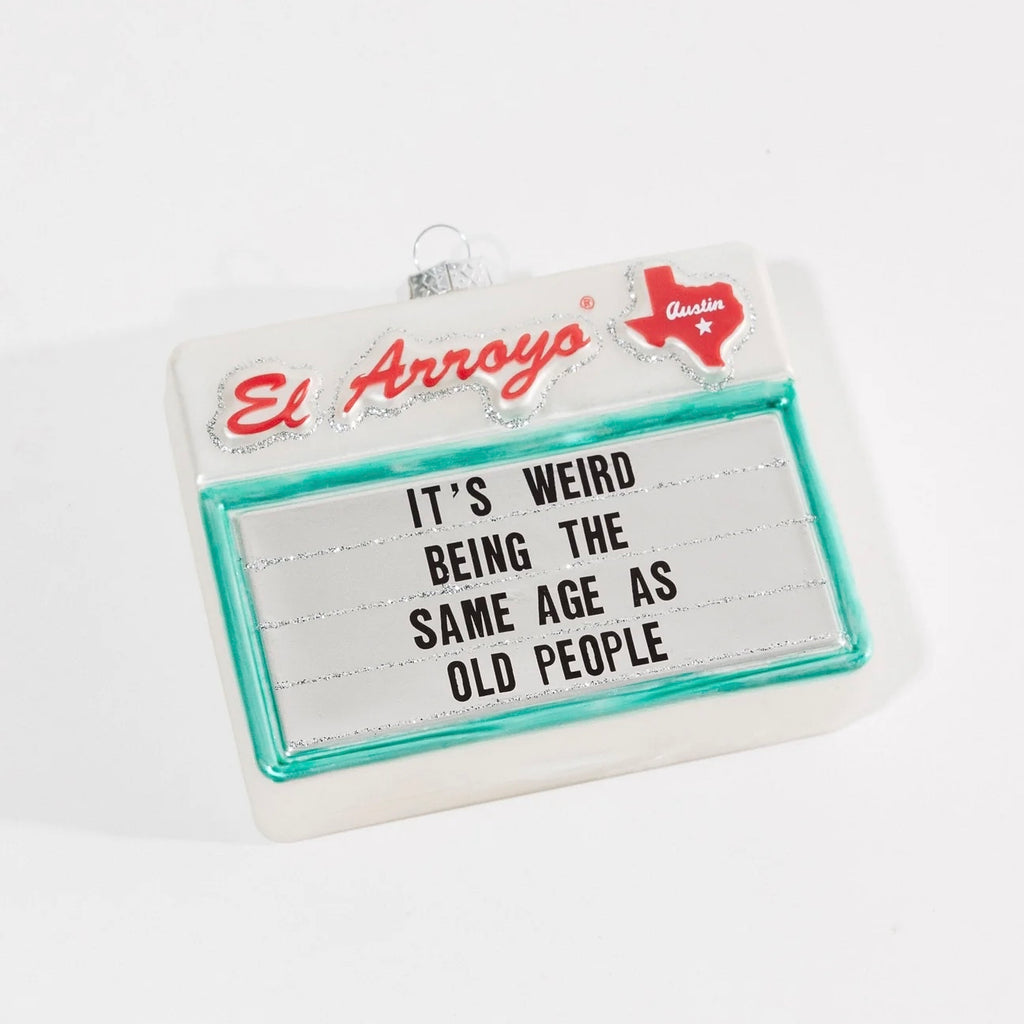 El Arroyo®
Austin
IT'S WEIRD
BEING THE
SAME AGE AS
OLD PEOPLE